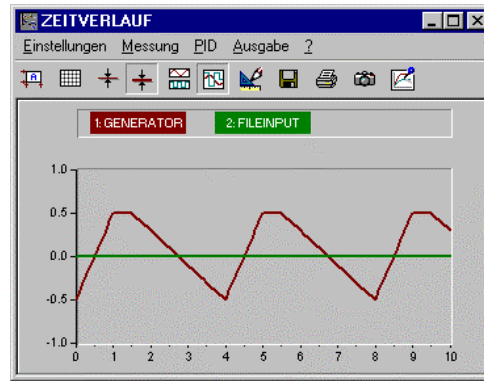 ZEITVERLAUF
Einstellungen Messung PID Ausgabe ?
A
1: GENERATOR 2: FILEINPUT
1.0
0.5
0.0
-0.5
-1.0
0 1 2 3 4 5 6 7 8 9 10